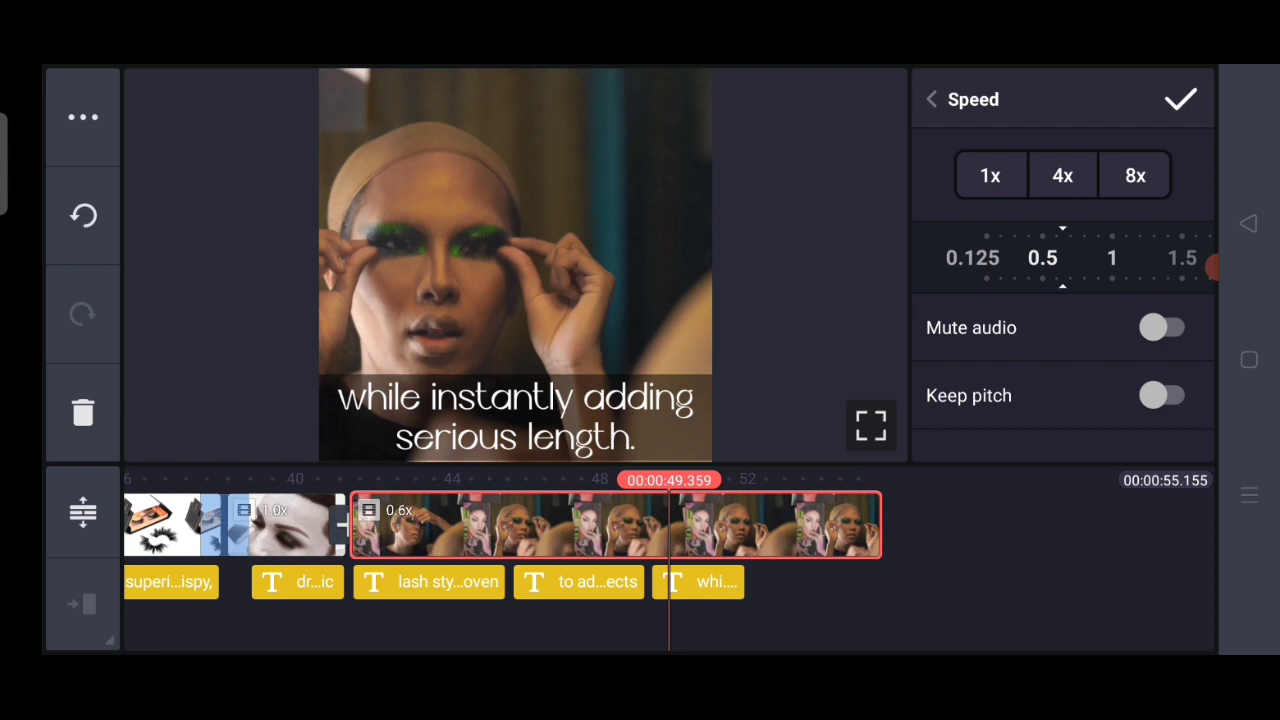 Speed
1x 4x 8x
0.125 0.5 1 1.5
Mute audio
Keep pitch
while instantly adding
serious length.
6 40 44 48 00:00:49.359 52 00:00:55.155
1.0x 0.6x
superi...ispy, T dr...ic T lash sty...oven T to ad...ects T whi....